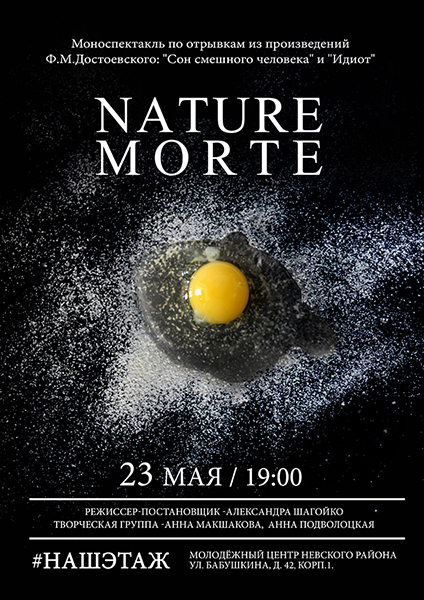 Моноспектакль по отрывкам из произведений
Ф.М.Достоевского: "Сон смешного человека" и "Идиот"
NATURE
MORTE
23 МАЯ / 19:00
РЕЖИССЕР-ПОСТАНОВЩИК -АЛЕКСАНДРА ШАГОЙКО
ТВОРЧЕСКАЯ ГРУППА -АННА МАКШАКОВА, АННА ПОДВОЛОЦКАЯ
#НАШЭТАЖ
МОЛОДЁЖНЫЙ ЦЕНТР НЕВСКОГО РАЙОНА
УЛ. БАБУШКИНА, Д. 42, КОРП.1.